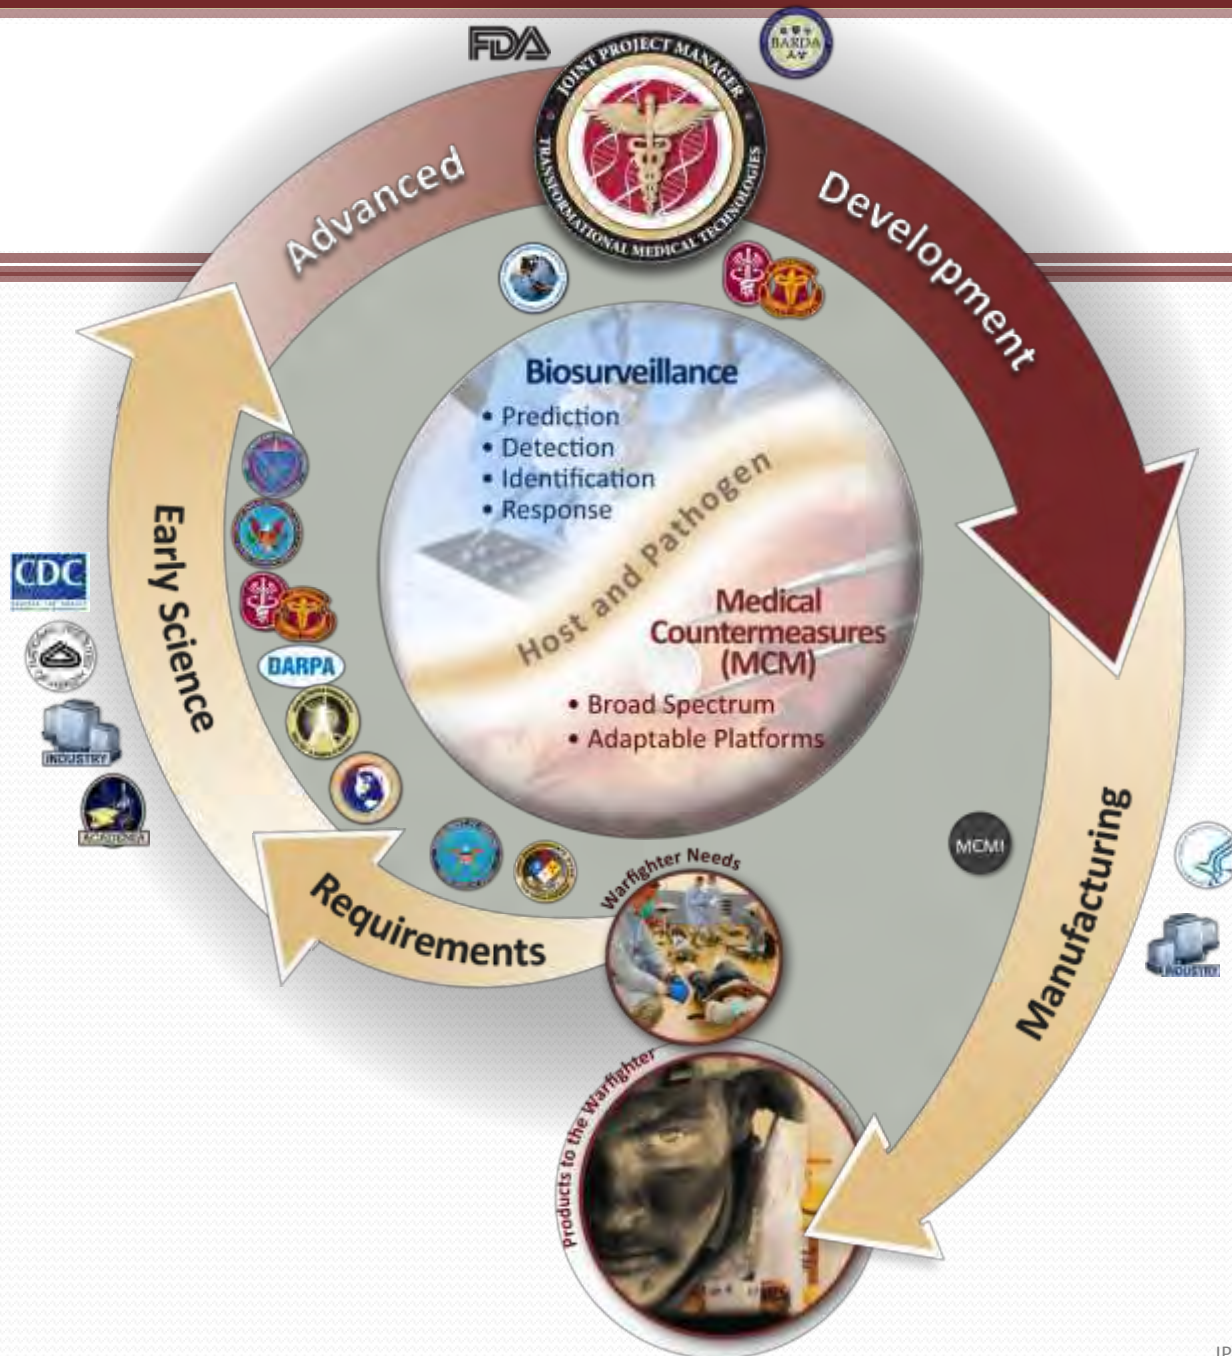 FDA
BARDA
JOINT PROJECT MANAGER
TRANSFORMATIONAL MEDICAL TECHNOLOGIES
Advanced
Development
Biosurveillance
• Prediction
• Detection
• Identification
• Response
Host and Pathogen
Medical
Countermeasures
(MCM)
• Broad Spectrum
• Adaptable Platforms
Early Science
CDC
INDUSTRY
ACADEMIA
DARPA
Requirements
Warfighter Needs
MCMI
Manufacturing
INDUSTRY
Products to the Warfighter